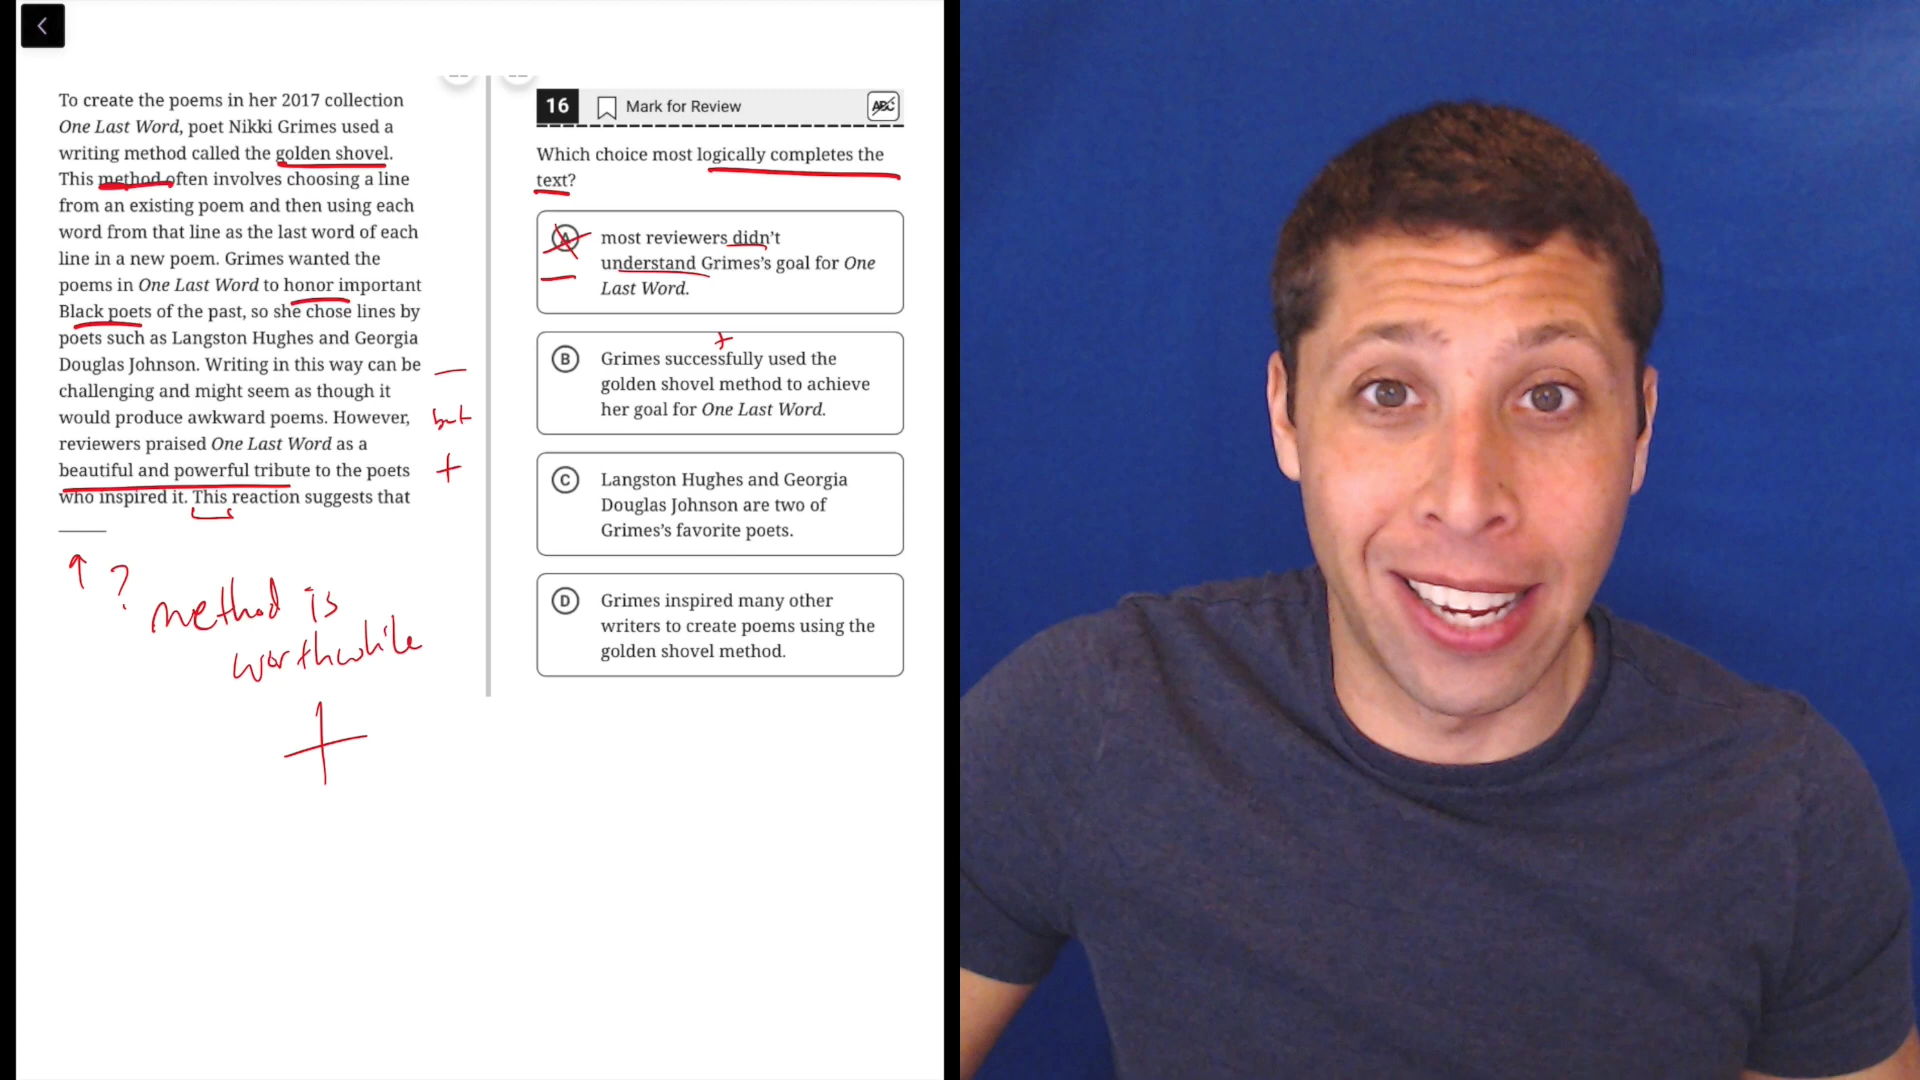 To create the poems in her 2017 collection
One Last Word, poet Nikki Grimes used a
writing method called the golden shovel.
This method often involves choosing a line
from an existing poem and then using each
word from that line as the last word of each
line in a new poem. Grimes wanted the
poems in One Last Word to honor important
Black poets of the past, so she chose lines by
poets such as Langston Hughes and Georgia
Douglas Johnson. Writing in this way can be
challenging and might seem as though it
would produce awkward poems. However,
reviewers praised One Last Word as a
beautiful and powerful tribute to the poets
who inspired it. This reaction suggests that
______
–
but
+
?
method is
worthwhile
+
16 Mark for Review ABC
Which choice most logically completes the
text?
A most reviewers didn't
understand Grimes's goal for One
Last Word.
–
+
B Grimes successfully used the
golden shovel method to achieve
her goal for One Last Word.
C Langston Hughes and Georgia
Douglas Johnson are two of
Grimes's favorite poets.
D Grimes inspired many other
writers to create poems using the
golden shovel method.